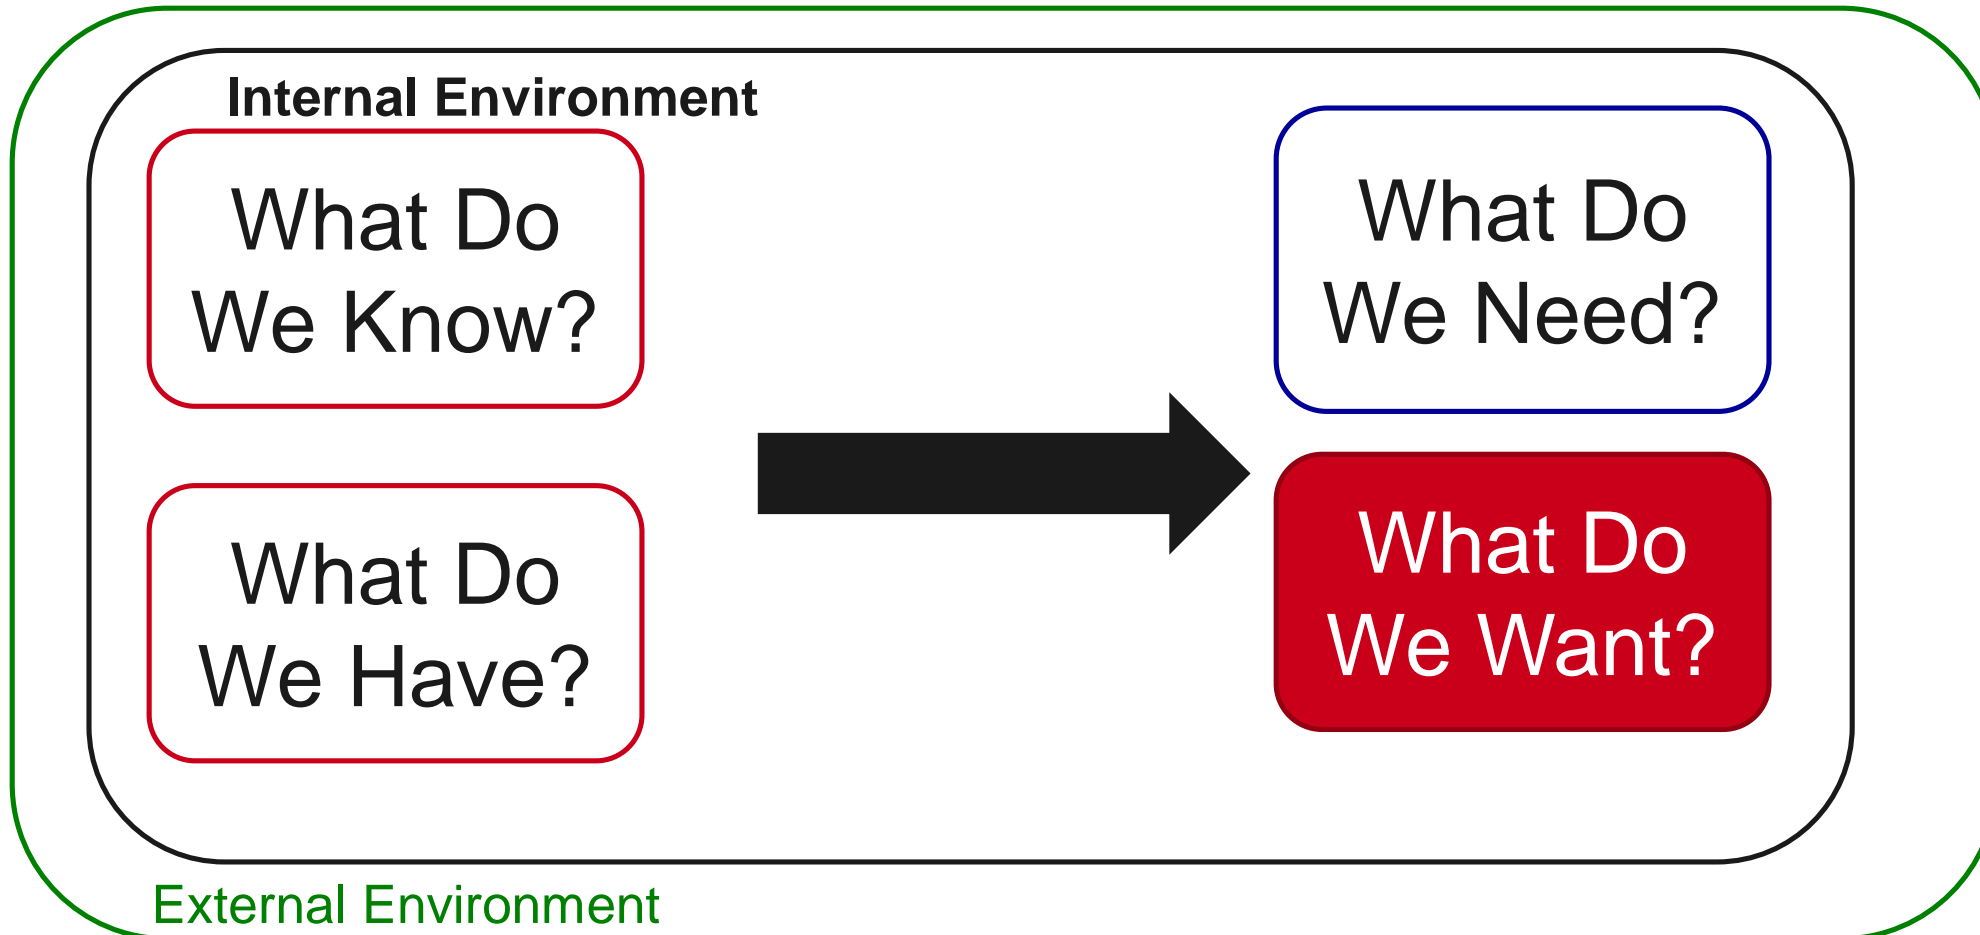 Internal Environment
What Do
We Know?
What Do
We Have?
What Do
We Need?
What Do
We Want?
External Environment